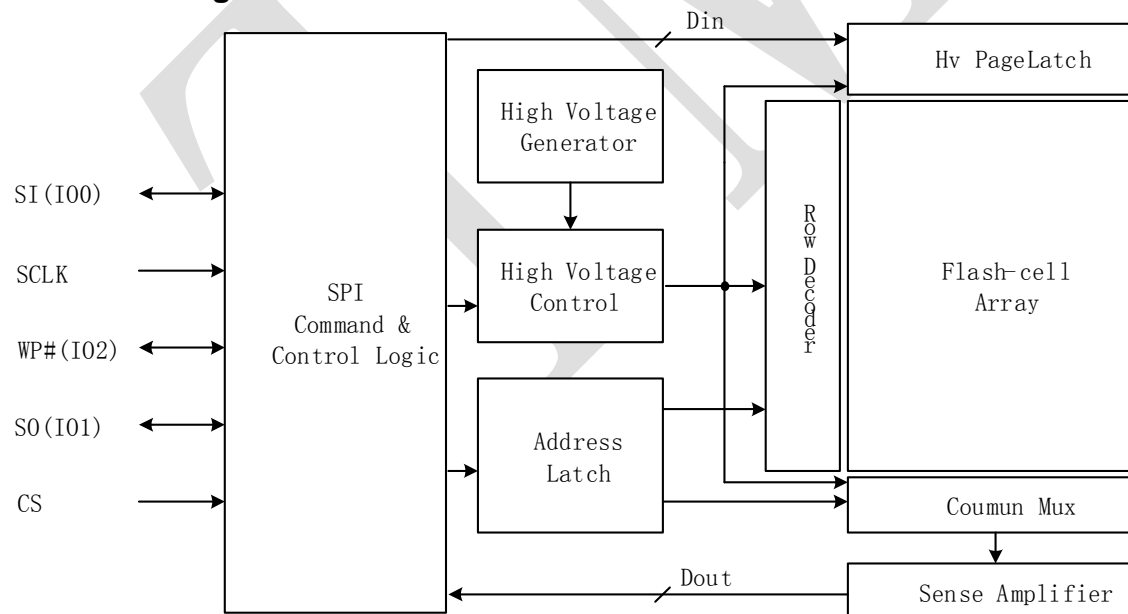 Din
Hv PageLatch
High Voltage
Generator
SI(IO0)
SCLK
WP#(IO2)
SO(IO1)
CS
SPI
Command &
Control Logic
High Voltage
Control
Row Decoder
Flash-cell
Array
Address
Latch
Coumun Mux
Dout
Sense Amplifier